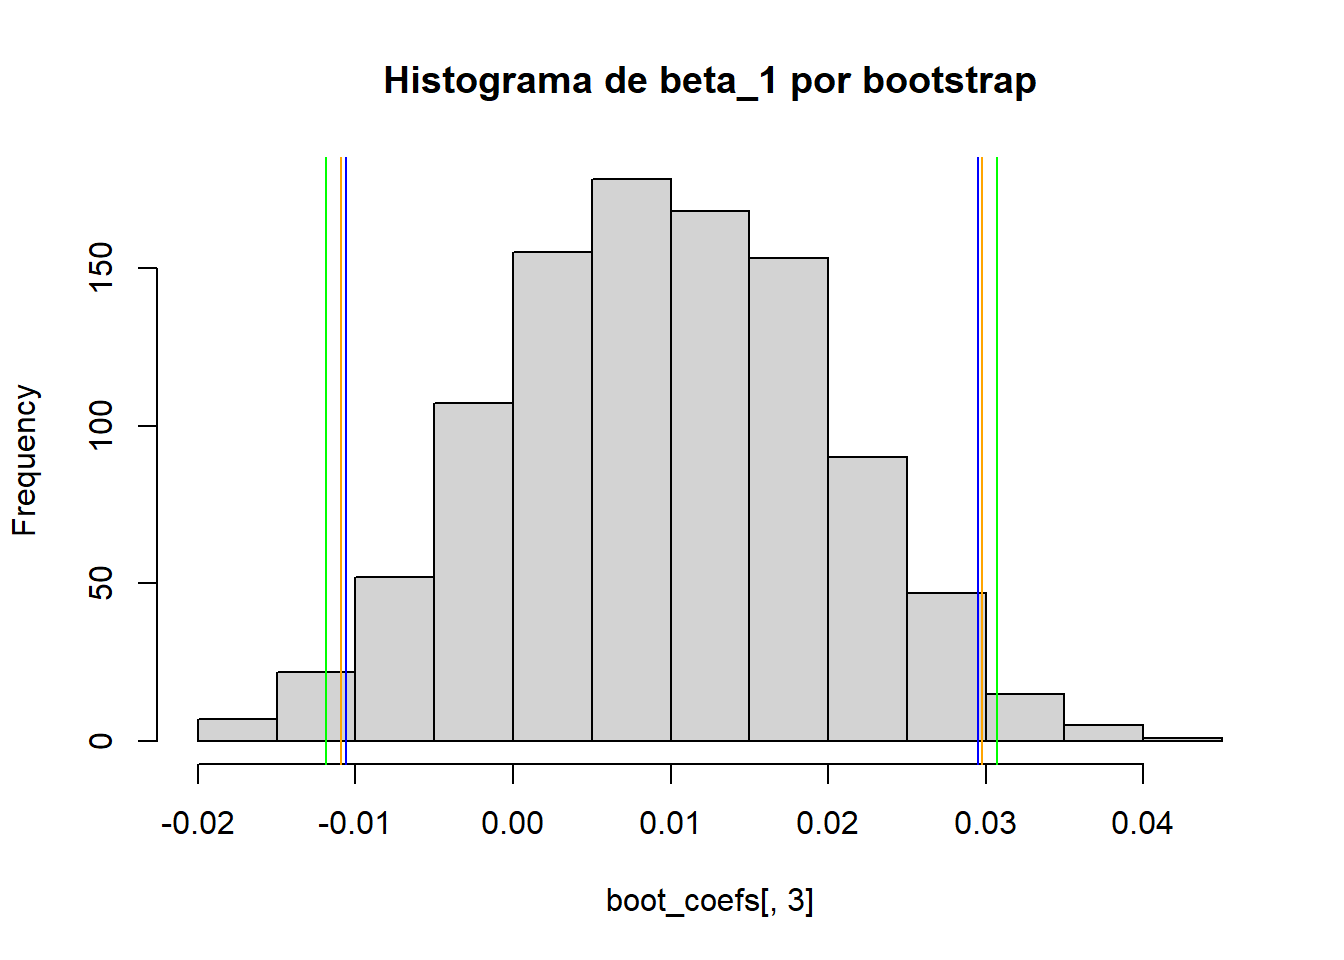 Histograma de beta_1 por bootstrap
Frequency
150
100
50
0
-0.02 -0.01 0.00 0.01 0.02 0.03 0.04
boot_coefs[, 3]